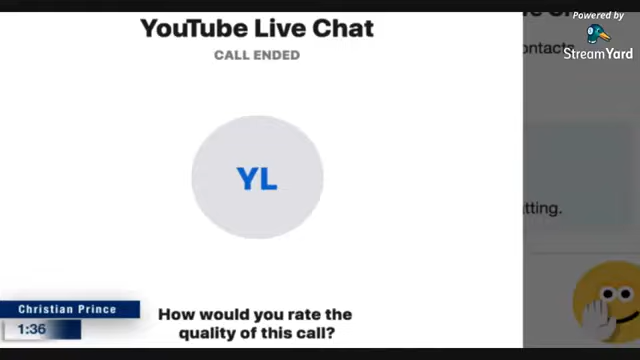 YouTube Live Chat
CALL ENDED
YL
How would you rate the
quality of this call?
Christian Prince
1:36
Powered by
StreamYard
ontacts
tting.